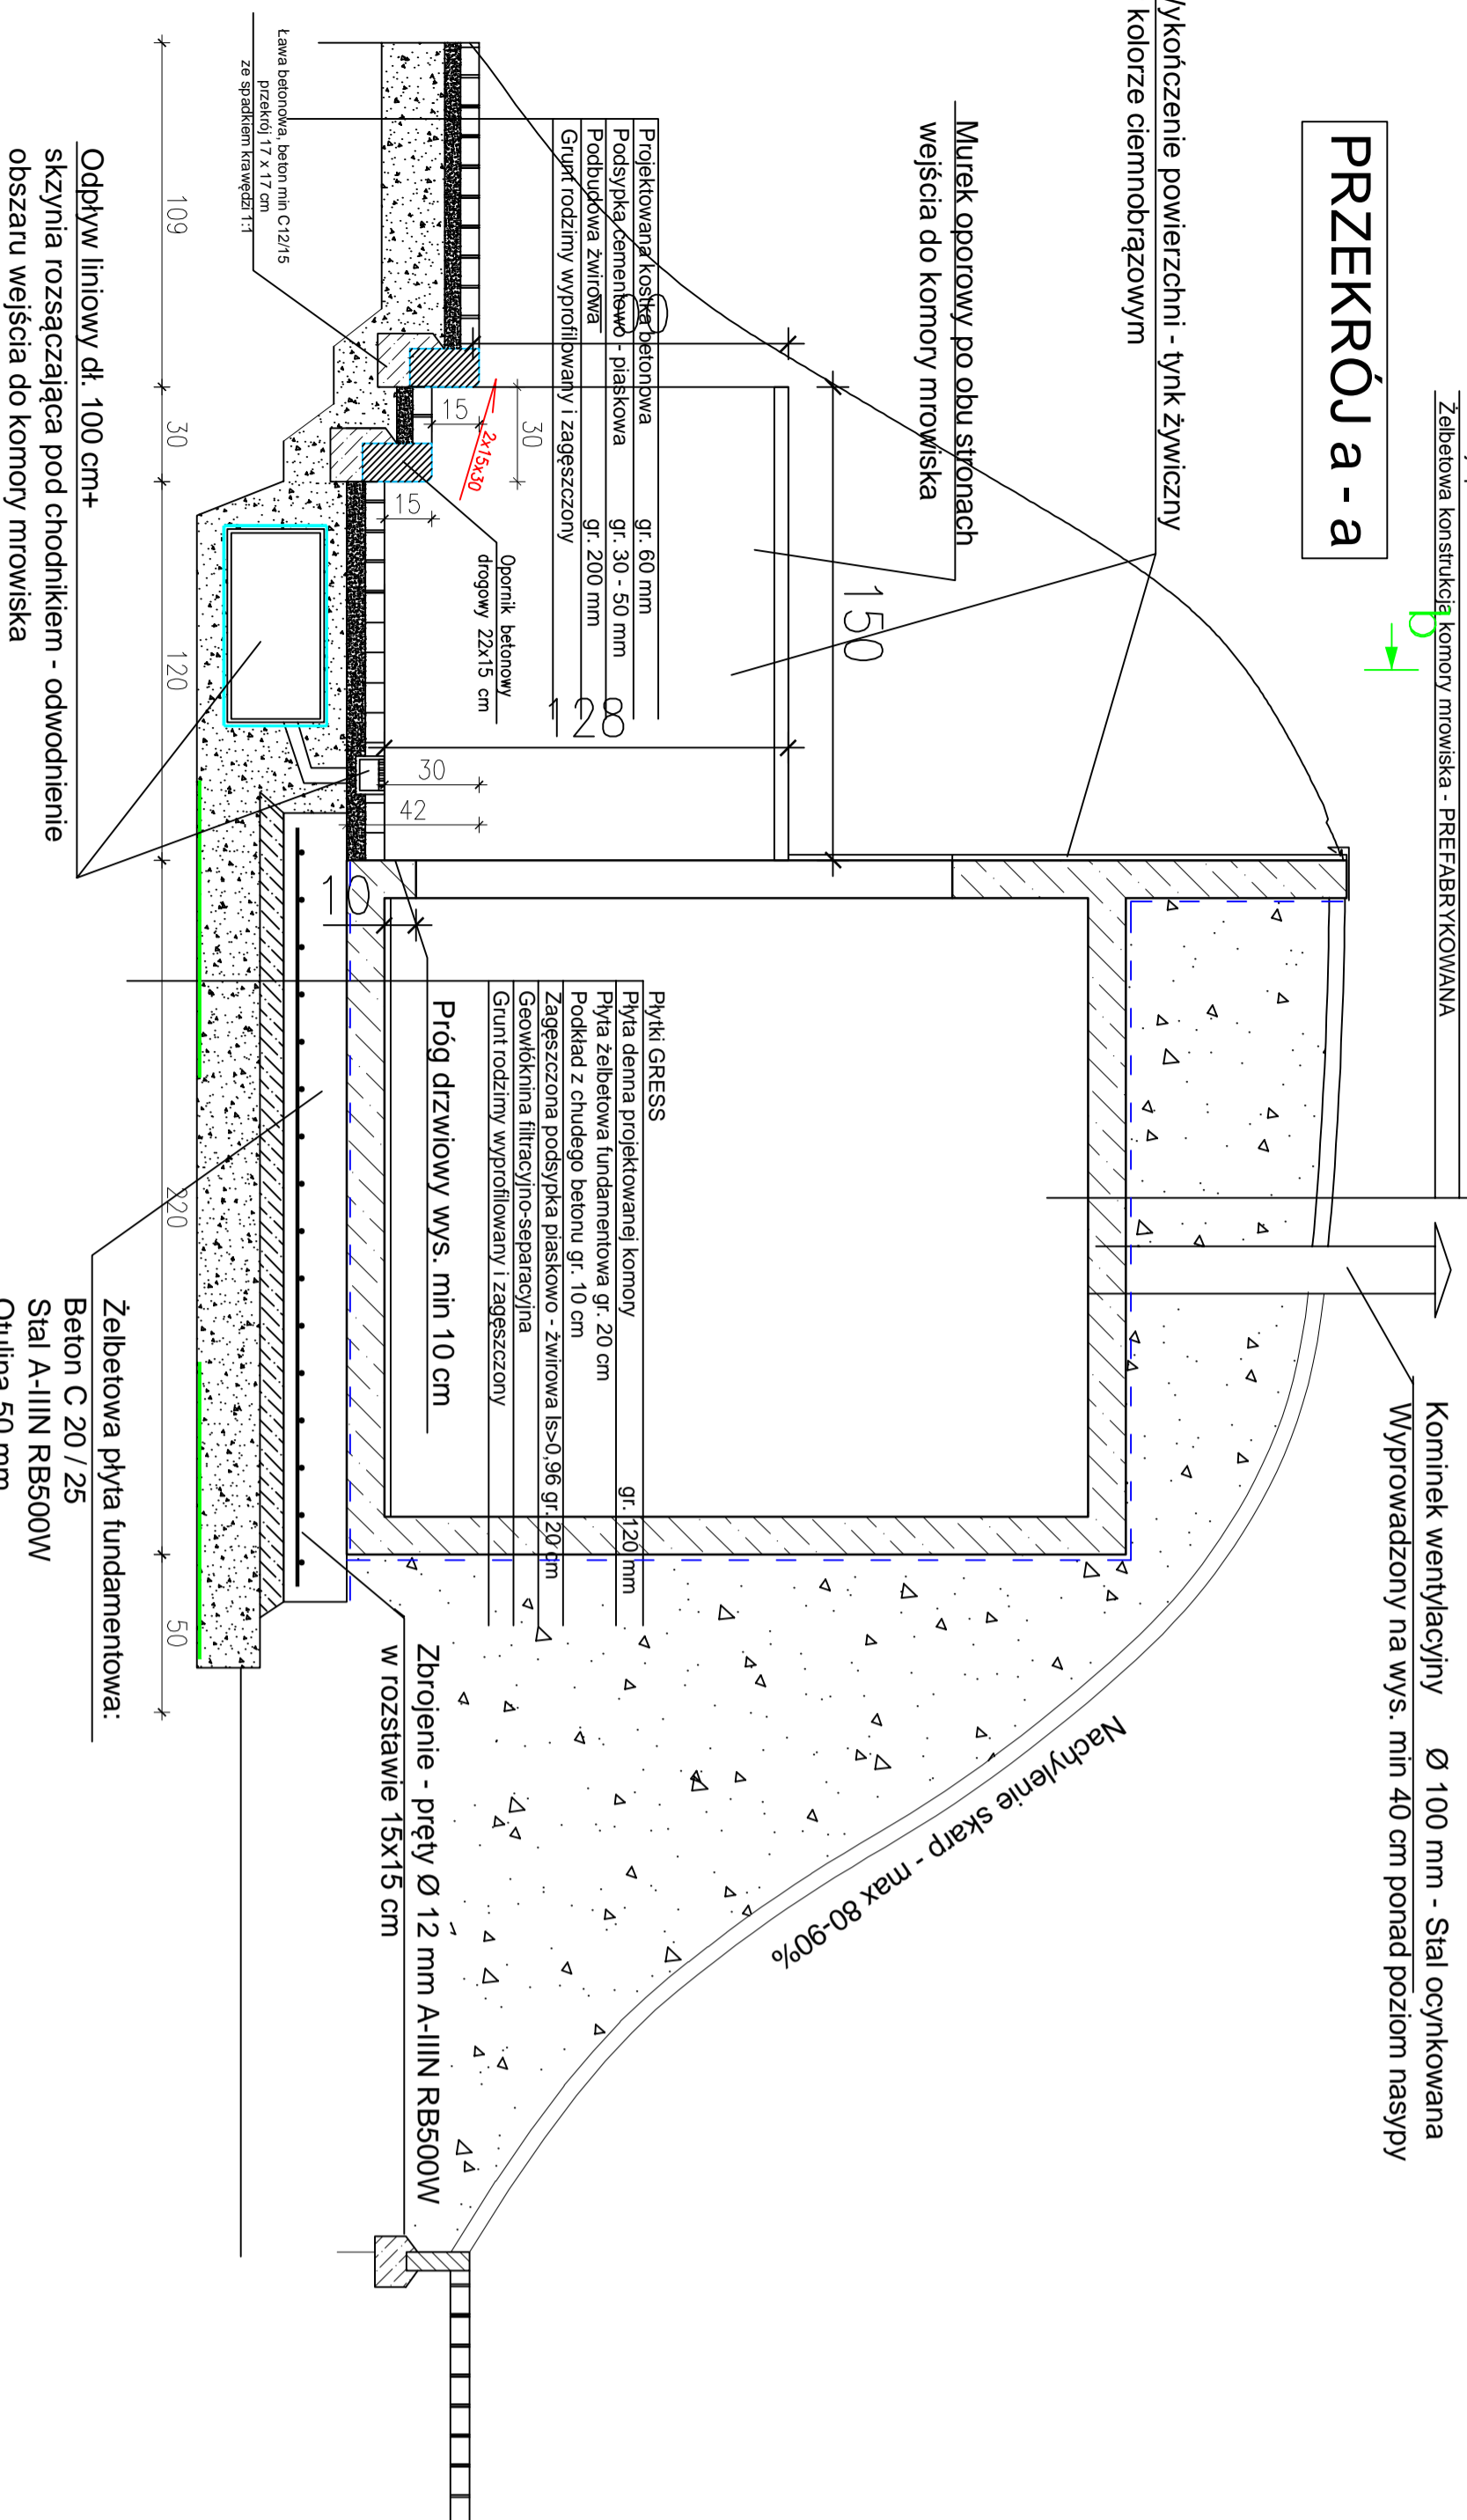 PRZEKRÓJ a - a
Żelbetowa konstrukcja komory mrowiska - PREFABRYKOWANA
b
Wykończenie powierzchni - tynk żywiczny
kolorze ciemnobrązowym
Murek oporowy po obu stronach
wejścia do komory mrowiska
Kominek wentylacyjny Ø 100 mm - Stal ocynkowana
Wyprowadzony na wys. min 40 cm ponad poziom nasypy
Nachylenie skarp - max 80-90%
150
Projektowana kostka betonowa gr. 60 mm
Podsypka cementowo - piaskowa gr. 30 - 50 mm
Podbudowa żwirowa gr. 200 mm
Grunt rodzimy wyprofilowany i zagęszczony
128
30
2x15x30
15
15
Opornik betonowy
drogowy 22x15 cm
30
42
10
Płytki GRESS
Płyta denna projektowanej komory gr. 120 mm
Płyta żelbetowa fundamentowa gr. 20 cm
Podkład z chudego betonu gr. 10 cm
Zagęszczona podsypka piaskowo - żwirowa Is>0,96 gr. 20 cm
Geowłóknina filtracyjno-separacyjna
Grunt rodzimy wyprofilowany i zagęszczony
Próg drzwiowy wys. min 10 cm
Zbrojenie - pręty Ø 12 mm A-IIIN RB500W
w rozstawie 15x15 cm
Ława betonowa, beton min C12/15
przekrój 17 x 17 cm
ze spadkiem krawędzi 1:1
109
30
120
220
50
Odpływ liniowy dł. 100 cm+
skzynia rozsączająca pod chodnikiem - odwodnienie
obszaru wejścia do komory mrowiska
Żelbetowa płyta fundamentowa:
Beton C 20 / 25
Stal A-IIIN RB500W
Otulina 50 mm